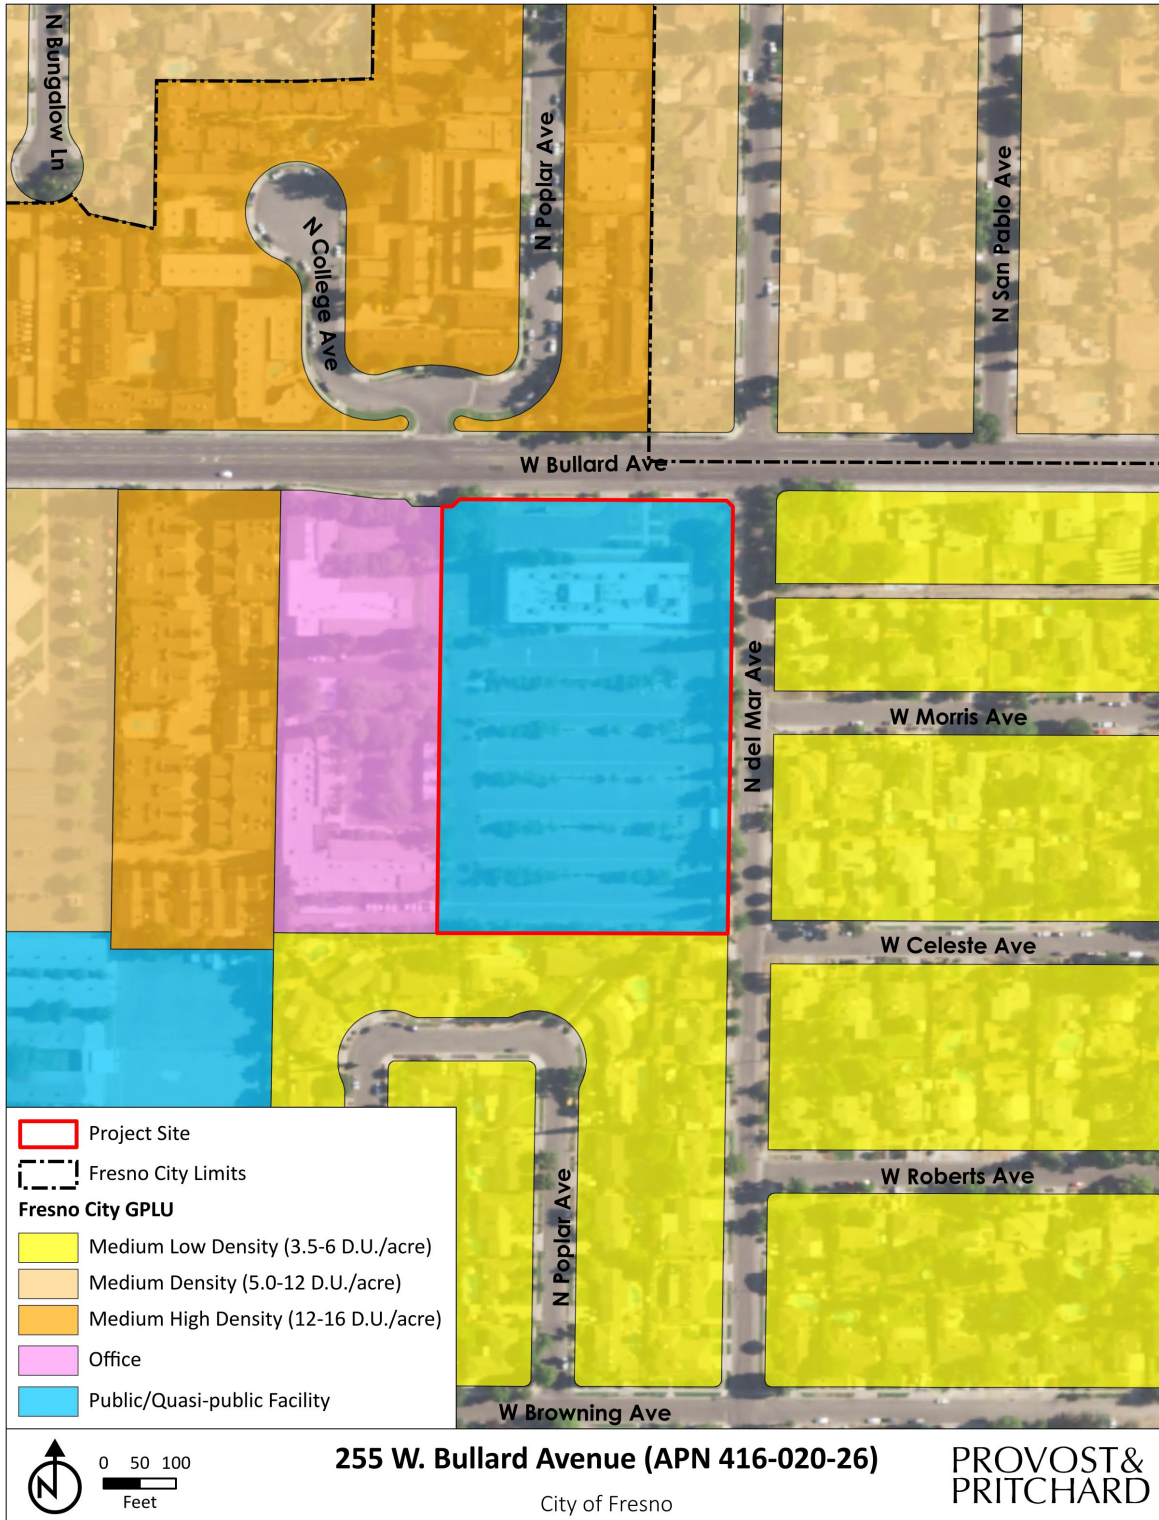 N Bungalow Ln
N College Ave
N Poplar Ave
N San Pablo Ave
W Bullard Ave
N del Mar Ave
W Morris Ave
W Celeste Ave
W Roberts Ave
N Poplar Ave
W Browning Ave
Project Site
Fresno City Limits
Fresno City GPLU
Medium Low Density (3.5-6 D.U./acre)
Medium Density (5.0-12 D.U./acre)
Medium High Density (12-16 D.U./acre)
Office
Public/Quasi-public Facility
N
0 50 100
Feet
255 W. Bullard Avenue (APN 416-020-26)
City of Fresno
PROVOST&
PRITCHARD